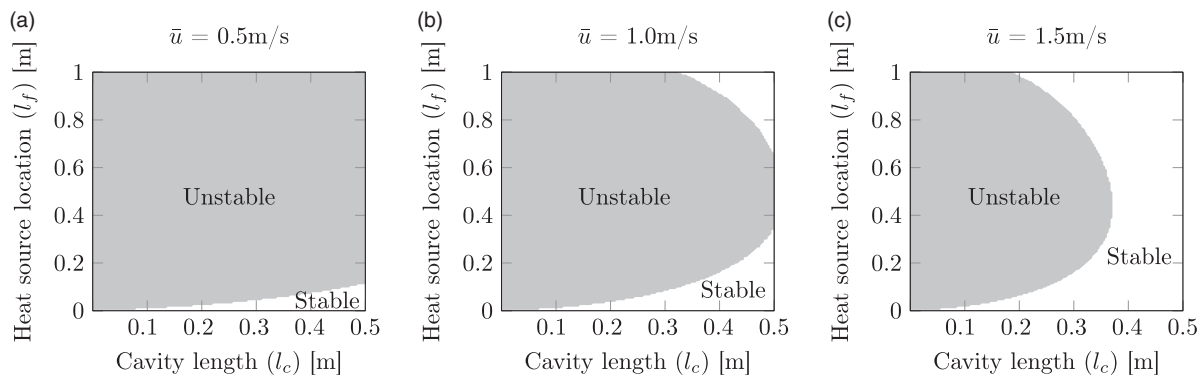 (a)
ū = 0.5m/s
Heat source location (l_f) [m]
1
0.8
0.6
0.4
0.2
0
Unstable
Stable
0.1 0.2 0.3 0.4 0.5
Cavity length (l_c) [m]
(b)
ū = 1.0m/s
Heat source location (l_f) [m]
1
0.8
0.6
0.4
0.2
0
Unstable
Stable
0.1 0.2 0.3 0.4 0.5
Cavity length (l_c) [m]
(c)
ū = 1.5m/s
Heat source location (l_f) [m]
1
0.8
0.6
0.4
0.2
0
Unstable
Stable
0.1 0.2 0.3 0.4 0.5
Cavity length (l_c) [m]